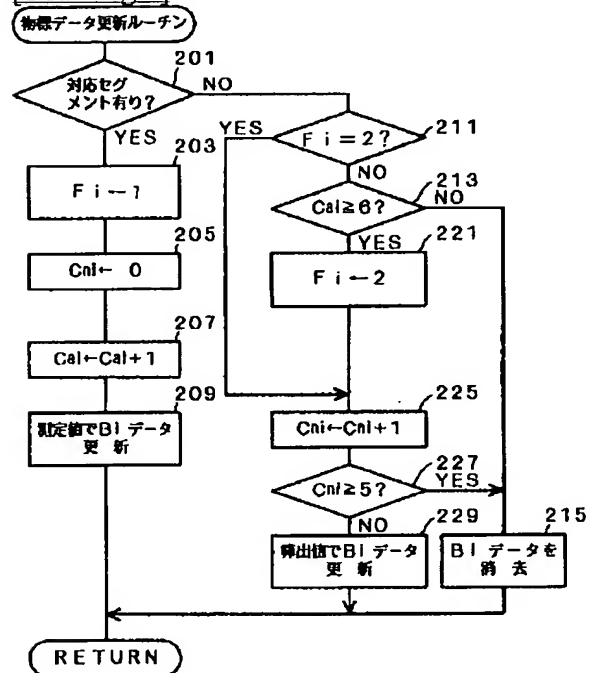 物標データ更新ルーチン
201
対応セグ
メント有り?
NO
YES
203
Fi←1
205
Cni← 0
207
Cai←Cai+1
209
測定値でBiデータ
更 新
YES
Fi=2?
211
NO
213
Cai≧6?
NO
YES
221
Fi←2
225
Cni←Cni+1
227
Cni≧5?
YES
NO
229
算出値でBiデータ
更 新
215
Biデータを
消 去
RETURN